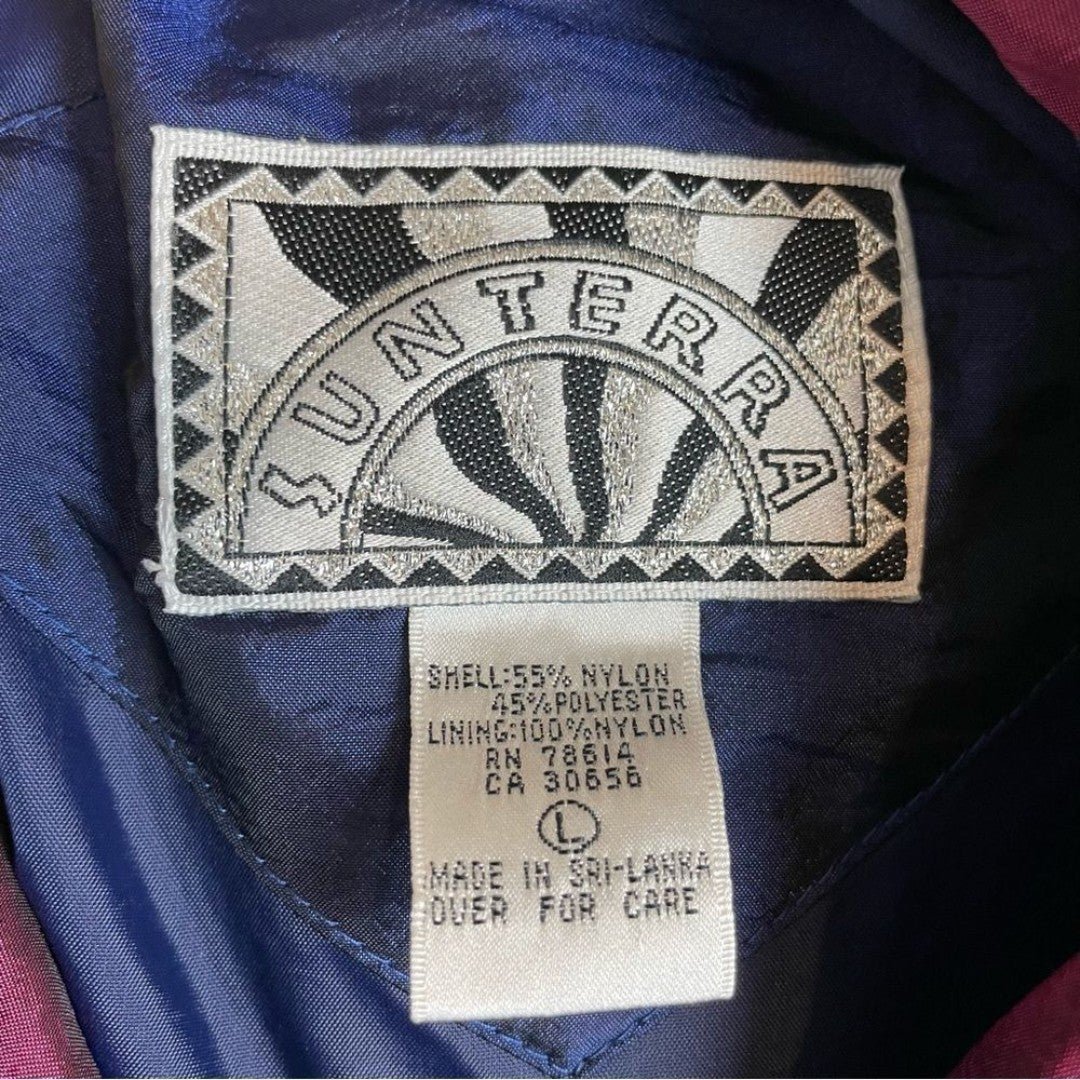 SUNTERRA
SHELL:55% NYLON
45%POLYESTER
LINING:100%NYLON
RN 78614
CA 30656
L
MADE IN SRI-LANKA
OVER FOR CARE